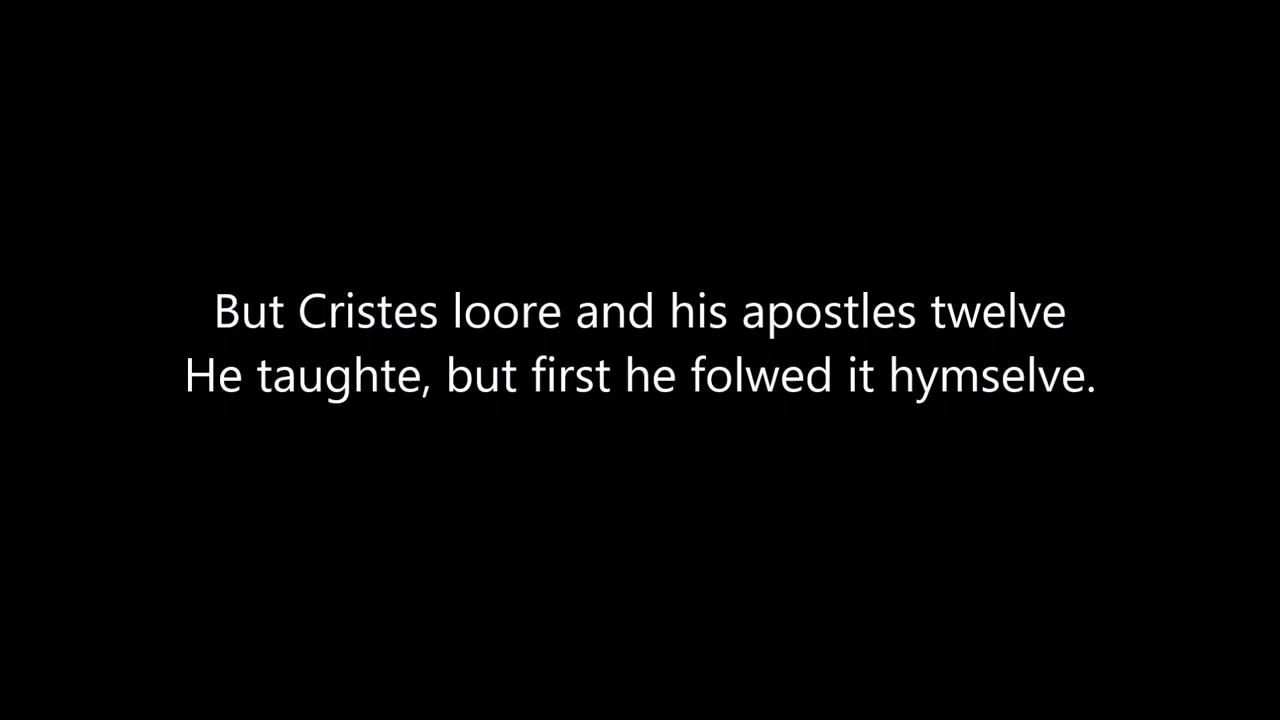 But Cristes loore and his apostles twelve
He taughte, but first he folwed it hymselve.